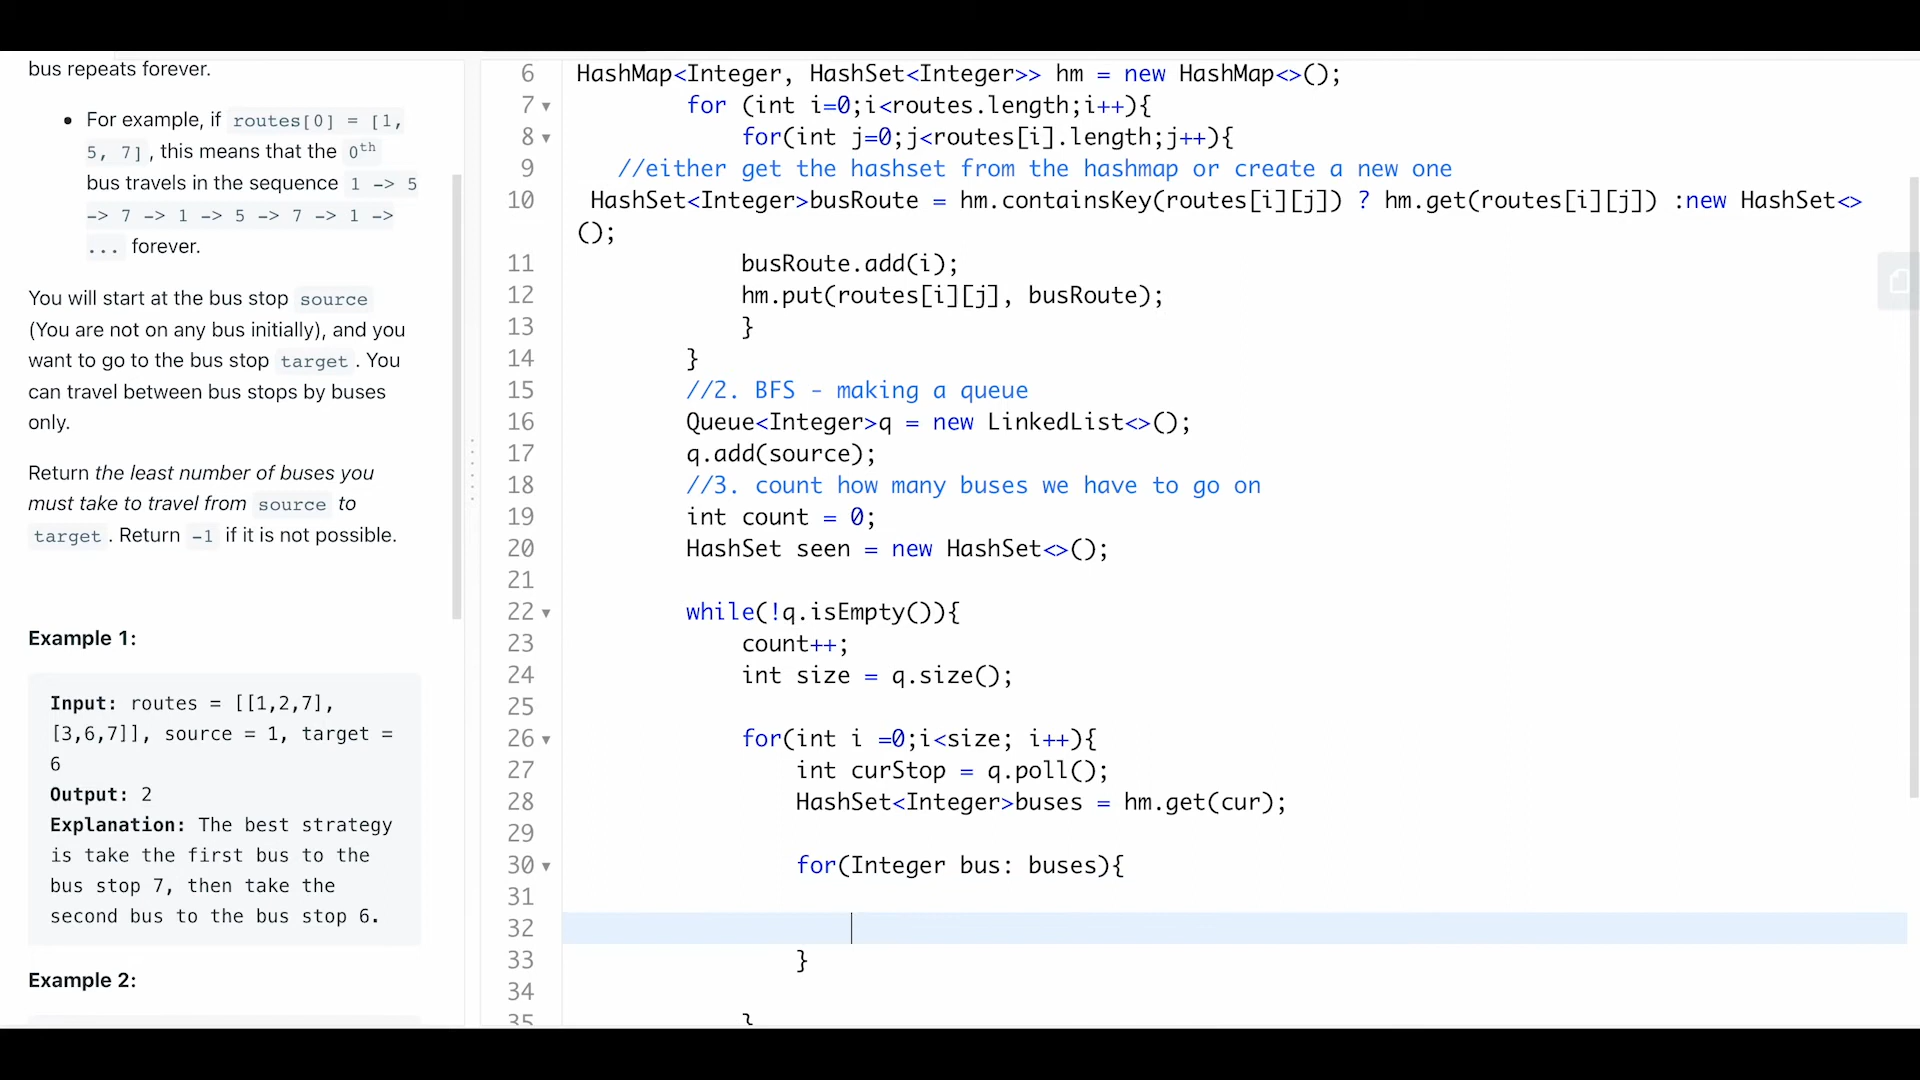 bus repeats forever.
• For example, if routes[0] = [1,
5, 7] , this means that the 0th
bus travels in the sequence 1 -> 5
-> 7 -> 1 -> 5 -> 7 -> 1 ->
... forever.
You will start at the bus stop source
(You are not on any bus initially), and you
want to go to the bus stop target . You
can travel between bus stops by buses
only.
Return the least number of buses you
must take to travel from source to
target . Return -1 if it is not possible.
Example 1:
Input: routes = [[1,2,7],
[3,6,7]], source = 1, target =
6
Output: 2
Explanation: The best strategy
is take the first bus to the
bus stop 7, then take the
second bus to the bus stop 6.
Example 2:
6 HashMap<Integer, HashSet<Integer>> hm = new HashMap<>();
7 for (int i=0;i<routes.length;i++){
8 for(int j=0;j<routes[i].length;j++){
9 //either get the hashset from the hashmap or create a new one
10 HashSet<Integer>busRoute = hm.containsKey(routes[i][j]) ? hm.get(routes[i][j]) :new HashSet<>
();
11 busRoute.add(i);
12 hm.put(routes[i][j], busRoute);
13 }
14 }
15 //2. BFS - making a queue
16 Queue<Integer>q = new LinkedList<>();
17 q.add(source);
18 //3. count how many buses we have to go on
19 int count = 0;
20 HashSet seen = new HashSet<>();
21
22 while(!q.isEmpty()){
23 count++;
24 int size = q.size();
25
26 for(int i =0;i<size; i++){
27 int curStop = q.poll();
28 HashSet<Integer>buses = hm.get(cur);
29
30 for(Integer bus: buses){
31
32
33 }
34
35 }